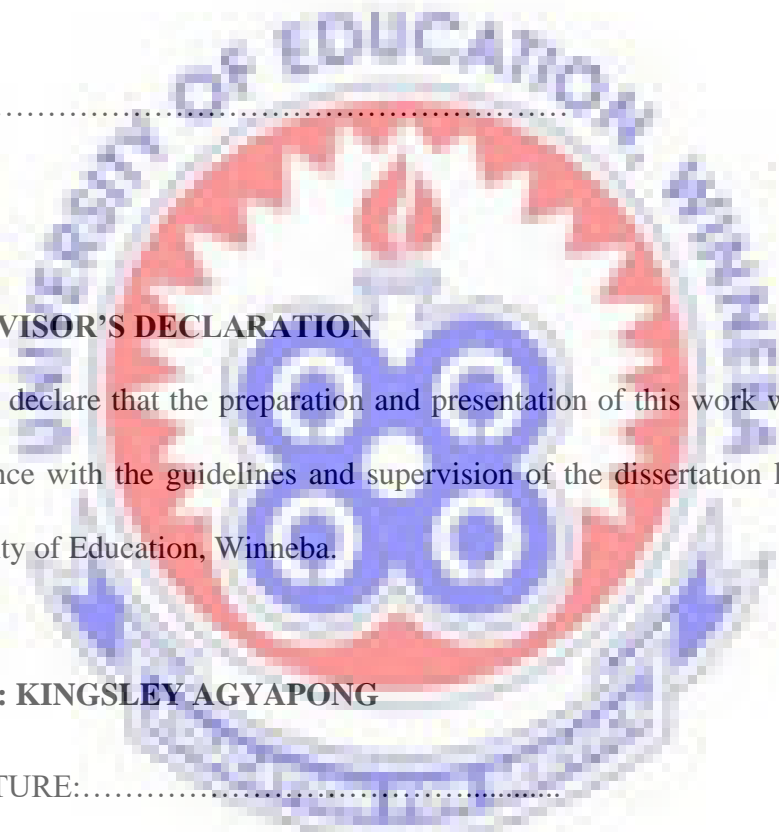 UNIVERSITY OF EDUCATION, WINNEBA
………………………………………………………
VISOR’S DECLARATION
declare that the preparation and presentation of this work w
nce with the guidelines and supervision of the dissertation
ity of Education, Winneba.
: KINGSLEY AGYAPONG
TURE:…………………………………............